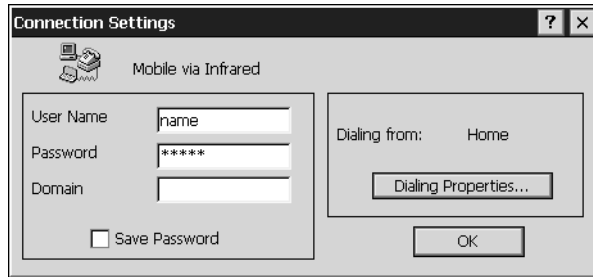 Connection Settings ? ×
Mobile via Infrared
User Name name
Password *****
Domain
Save Password
Dialing from: Home
Dialing Properties...
OK